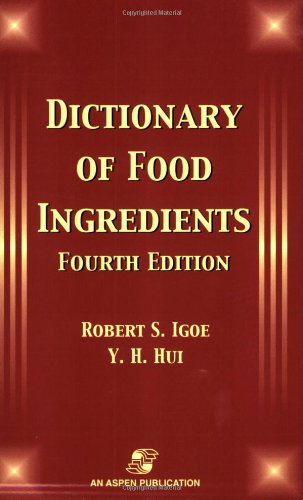 DICTIONARY
OF FOOD
INGREDIENTS
FOURTH EDITION
ROBERT S. IGOE
Y. H. HUI
AN ASPEN PUBLICATION